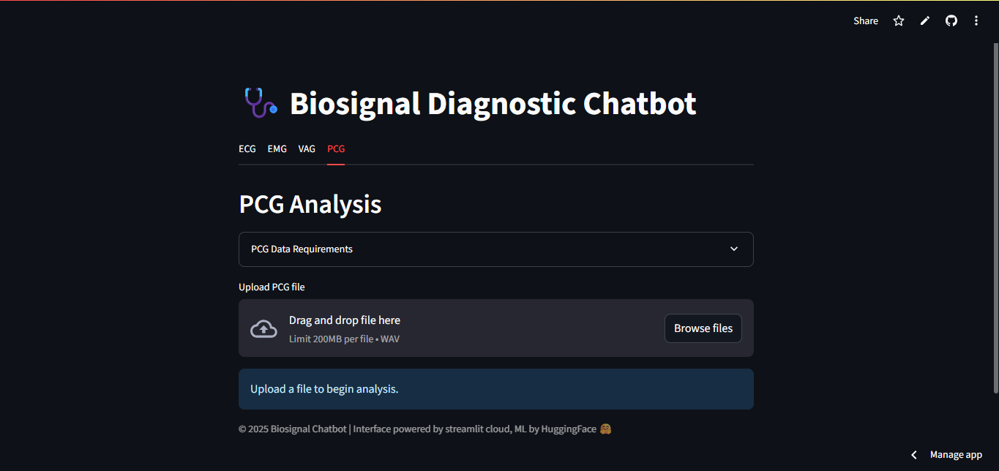 Share
Biosignal Diagnostic Chatbot
ECG EMG VAG PCG
PCG Analysis
PCG Data Requirements
Upload PCG file
Drag and drop file here
Limit 200MB per file • WAV
Browse files
Upload a file to begin analysis.
© 2025 Biosignal Chatbot | Interface powered by streamlit cloud, ML by HuggingFace 🤗
Manage app